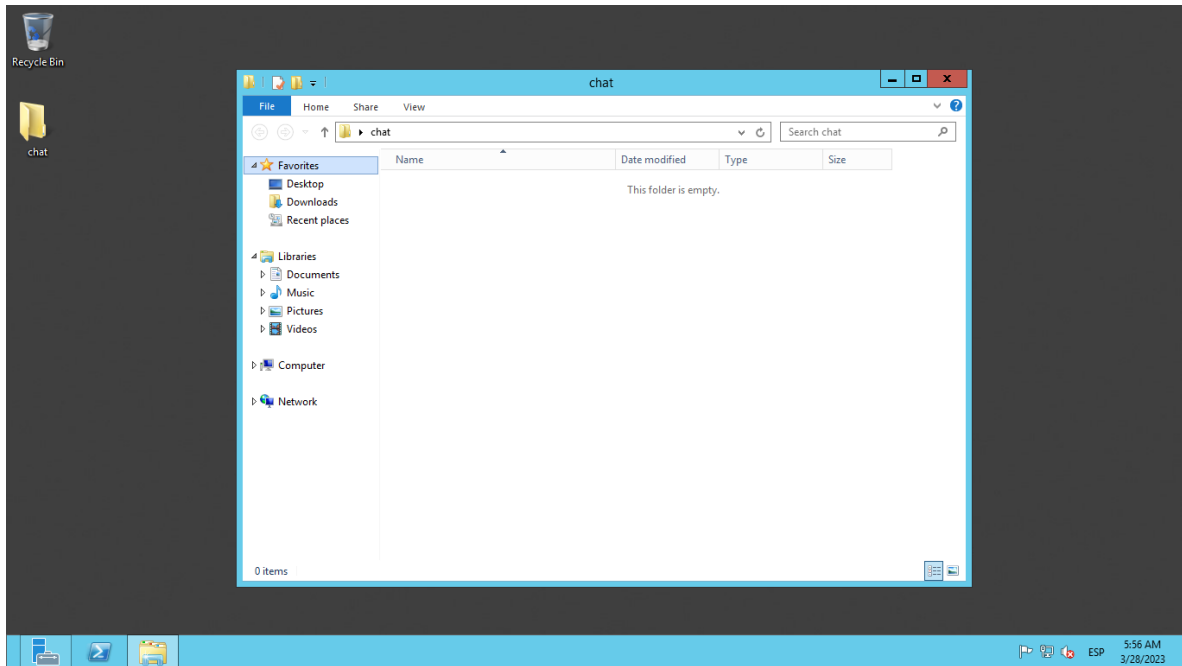 Recycle Bin
chat
chat
File Home Share View
chat
Search chat
Name Date modified Type Size
This folder is empty.
Favorites
Desktop
Downloads
Recent places
Libraries
Documents
Music
Pictures
Videos
Computer
Network
0 items
ESP
5:56 AM
3/28/2023